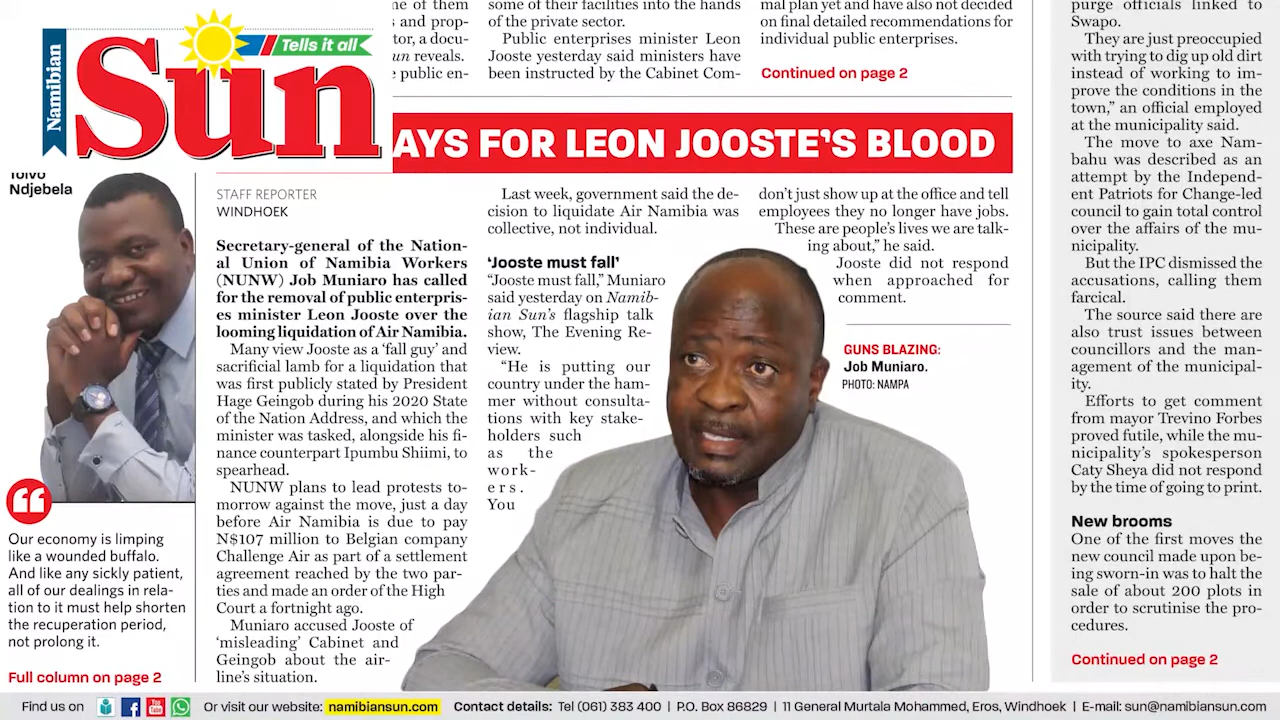 Namibian
Sun
Tells it all
me of them
s and prop-
tor, a docu-
un reveals.
e public en-
some of their facilities into the hands
of the private sector.
Public enterprises minister Leon
Jooste yesterday said ministers have
been instructed by the Cabinet Com-
mal plan yet and have also not decided
on final detailed recommendations for
individual public enterprises.
Continued on page 2
AYS FOR LEON JOOSTE'S BLOOD
Toivo
Ndjebela
Our economy is limping
like a wounded buffalo.
And like any sickly patient,
all of our dealings in rela-
tion to it must help shorten
the recuperation period,
not prolong it.
Full column on page 2
STAFF REPORTER
WINDHOEK
Secretary-general of the Nation-
al Union of Namibia Workers
(NUNW) Job Muniaro has called
for the removal of public enterpris-
es minister Leon Jooste over the
looming liquidation of Air Namibia.
Many view Jooste as a 'fall guy' and
sacrificial lamb for a liquidation that
was first publicly stated by President
Hage Geingob during his 2020 State
of the Nation Address, and which the
minister was tasked, alongside his fi-
nance counterpart Ipumbu Shiimi, to
spearhead.
NUNW plans to lead protests to-
morrow against the move, just a day
before Air Namibia is due to pay
N$107 million to Belgian company
Challenge Air as part of a settlement
agreement reached by the two par-
ties and made an order of the High
Court a fortnight ago.
Muniaro accused Jooste of
'misleading' Cabinet and
Geingob about the air-
line's situation.
Last week, government said the de-
cision to liquidate Air Namibia was
collective, not individual.
'Jooste must fall'
"Jooste must fall," Muniaro
said yesterday on Namib-
ian Sun's flagship talk
show, The Evening Re-
view.
"He is putting our
country under the ham-
mer without consulta-
tions with key stake-
holders such
as the
work-
ers.
You
don't just show up at the office and tell
employees they no longer have jobs.
These are people's lives we are talk-
ing about," he said.
Jooste did not respond
when approached for
comment.
GUNS BLAZING:
Job Muniaro.
PHOTO: NAMPA
purge officials linked to
Swapo.
"They are just preoccupied
with trying to dig up old dirt
instead of working to im-
prove the conditions in the
town," an official employed
at the municipality said.
The move to axe Nam-
bahu was described as an
attempt by the Independ-
ent Patriots for Change-led
council to gain total control
over the affairs of the mu-
nicipality.
But the IPC dismissed the
accusations, calling them
farcical.
The source said there are
also trust issues between
councillors and the man-
agement of the municipal-
ity.
Efforts to get comment
from mayor Trevino Forbes
proved futile, while the mu-
nicipality's spokesperson
Caty Sheya did not respond
by the time of going to print.
New brooms
One of the first moves the
new council made upon be-
ing sworn-in was to halt the
sale of about 200 plots in
order to scrutinise the pro-
cedures.
Continued on page 2
Find us on You Tube Or visit our website: namibiansun.com Contact details: Tel (091) 383 400 | P.O. Box 86829 | 11 General Murtala Mohammed, Eros, Windhoek | E-mail: sun@namibiansun.com